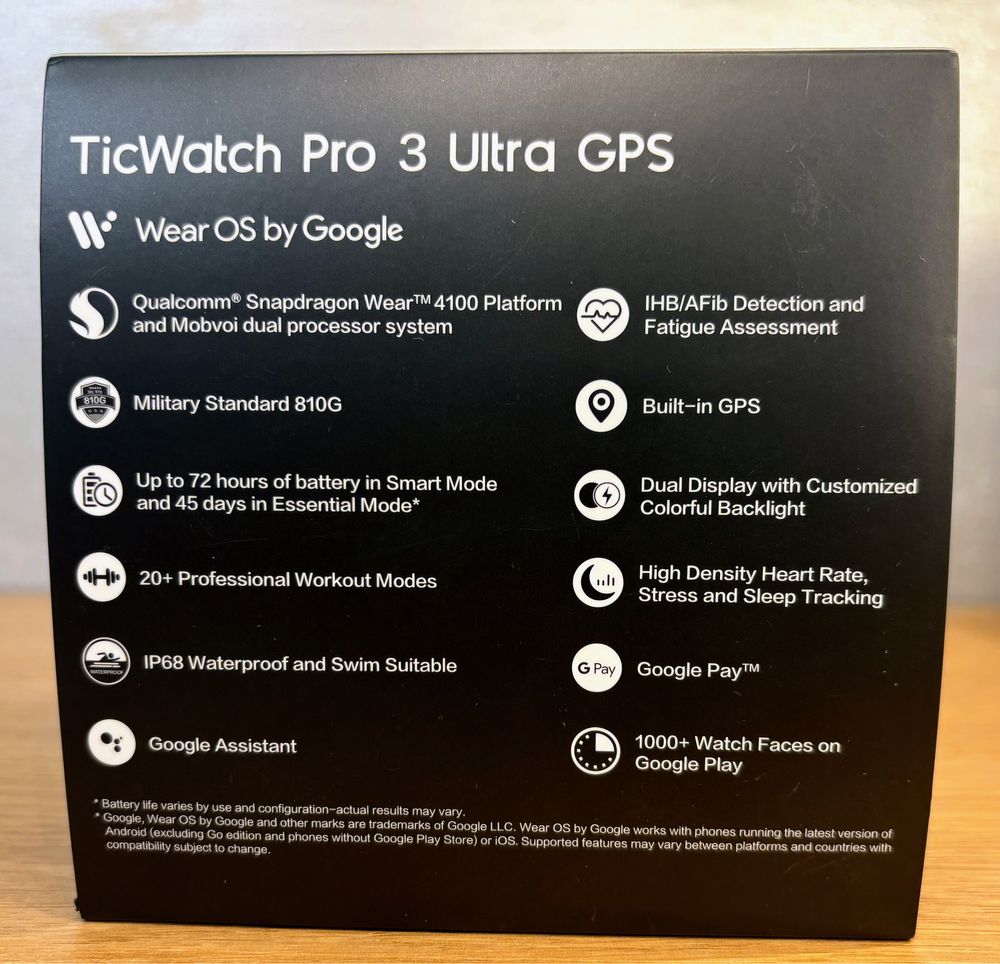 TicWatch Pro 3 Ultra GPS
Wear OS by Google
Qualcomm® Snapdragon Wear™ 4100 Platform
and Mobvoi dual processor system
810G
Military Standard 810G
Up to 72 hours of battery in Smart Mode
and 45 days in Essential Mode*
20+ Professional Workout Modes
WATERPROOF
IP68 Waterproof and Swim Suitable
Google Assistant
IHB/AFib Detection and
Fatigue Assessment
Built-in GPS
Dual Display with Customized
Colorful Backlight
High Density Heart Rate,
Stress and Sleep Tracking
G Pay
Google Pay™
1000+ Watch Faces on
Google Play
* Battery life varies by use and configuration-actual results may vary.
* Google, Wear OS by Google and other marks are trademarks of Google LLC. Wear OS by Google works with phones running the latest version of
Android (excluding Go edition and phones without Google Play Store) or iOS. Supported features may vary between platforms and countries with
compatibility subject to change.